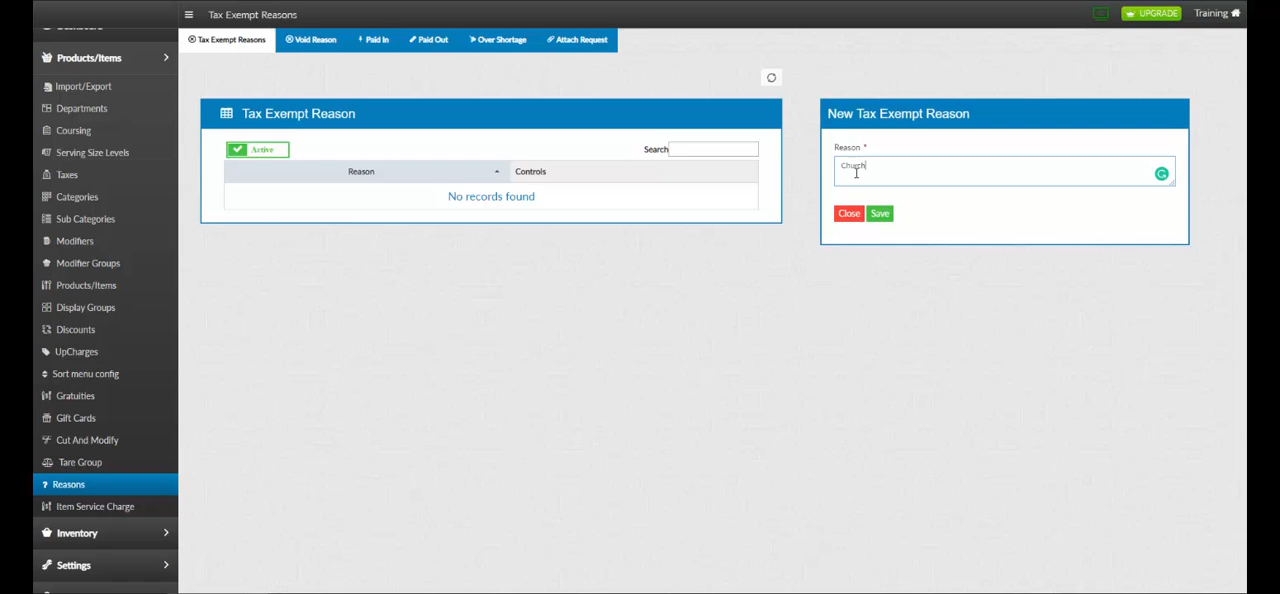 Tax Exempt Reasons
UPGRADE
Training
Tax Exempt Reasons
Void Reason
Paid In
Paid Out
Over Shortage
Attach Request
Products/Items
Import/Export
Departments
Coursing
Serving Size Levels
Taxes
Categories
Sub Categories
Modifiers
Modifier Groups
Products/Items
Display Groups
Discounts
UpCharges
Sort menu config
Gratuities
Gift Cards
Cut And Modify
Tare Group
? Reasons
Item Service Charge
Inventory
Settings
Tax Exempt Reason
Active
Search
Reason
Controls
No records found
New Tax Exempt Reason
Reason *
Church
Close
Save